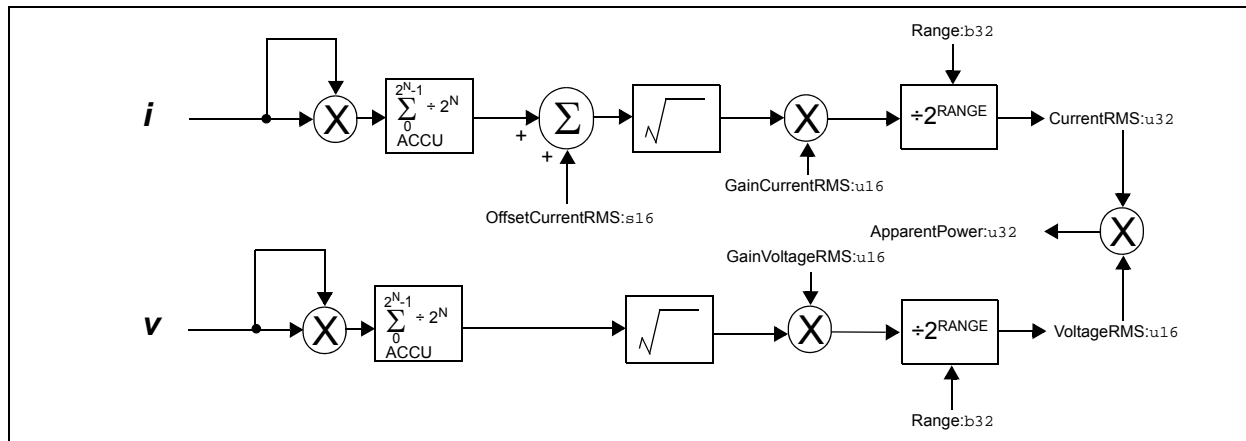 Range:b32
i
X
2^N-1
∑ ÷ 2^N
0
ACCU
+
+
Σ
OffsetCurrentRMS:s16
√
X
GainCurrentRMS:u16
÷2^RANGE
CurrentRMS:u32
X
ApparentPower:u32
v
X
2^N-1
∑ ÷ 2^N
0
ACCU
√
GainVoltageRMS:u16
X
÷2^RANGE
VoltageRMS:u16
Range:b32